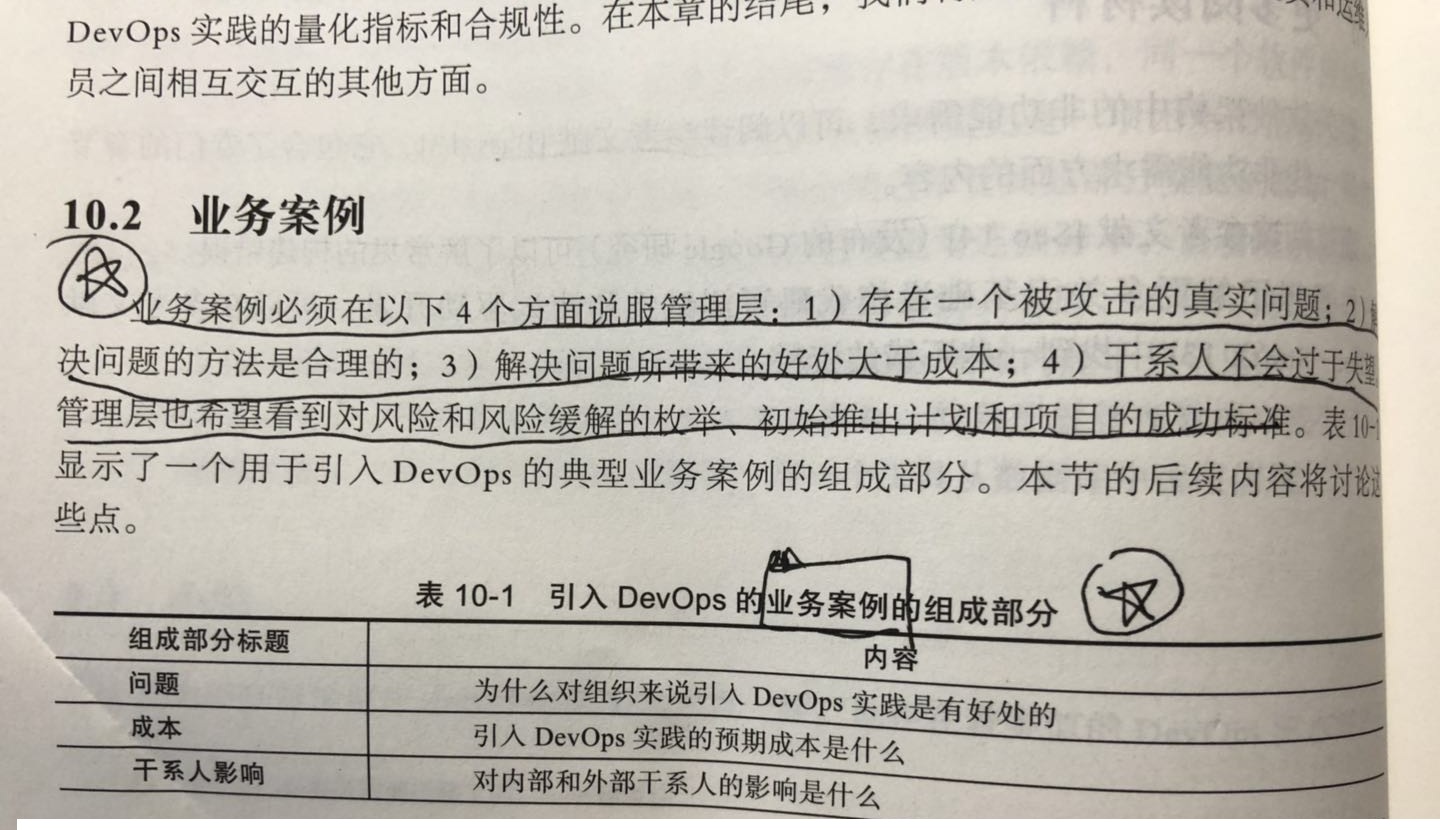 DevOps 实践的量化指标和合规性。在本章的结尾，我们
员之间相互交互的其他方面。
10.2 业务案例
业务案例必须在以下 4 个方面说服管理层：1）存在一个被攻击的真实问题；2）解
决问题的方法是合理的；3）解决问题所带来的好处大于成本；4）干系人不会过于失望
管理层也希望看到对风险和风险缓解的枚举、初始推出计划和项目的成功标准。表 10-1
显示了一个用于引入 DevOps 的典型业务案例的组成部分。本节的后续内容将讨论这
些点。
表 10-1 引入 DevOps 的业务案例的组成部分
组成部分标题 内容
问题 为什么对组织来说引入 DevOps 实践是有好处的
成本 引入 DevOps 实践的预期成本是什么
干系人影响 对内部和外部干系人的影响是什么